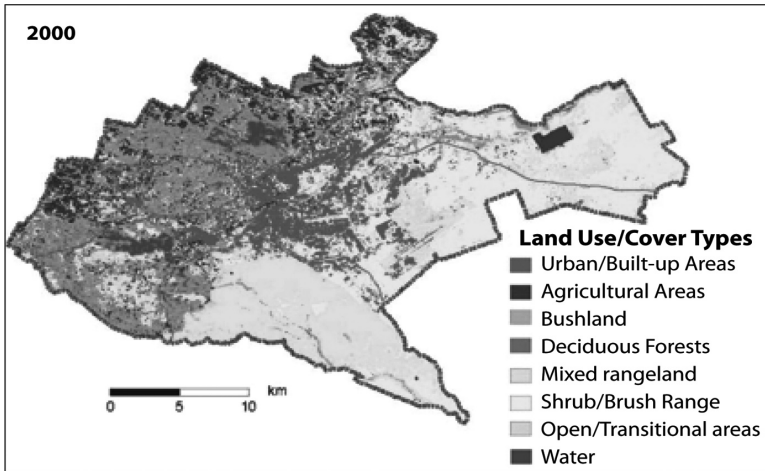 2000
Land Use/Cover Types
Urban/Built-up Areas
Agricultural Areas
Bushland
Deciduous Forests
Mixed rangeland
Shrub/Brush Range
Open/Transitional areas
Water
km
0 5 10